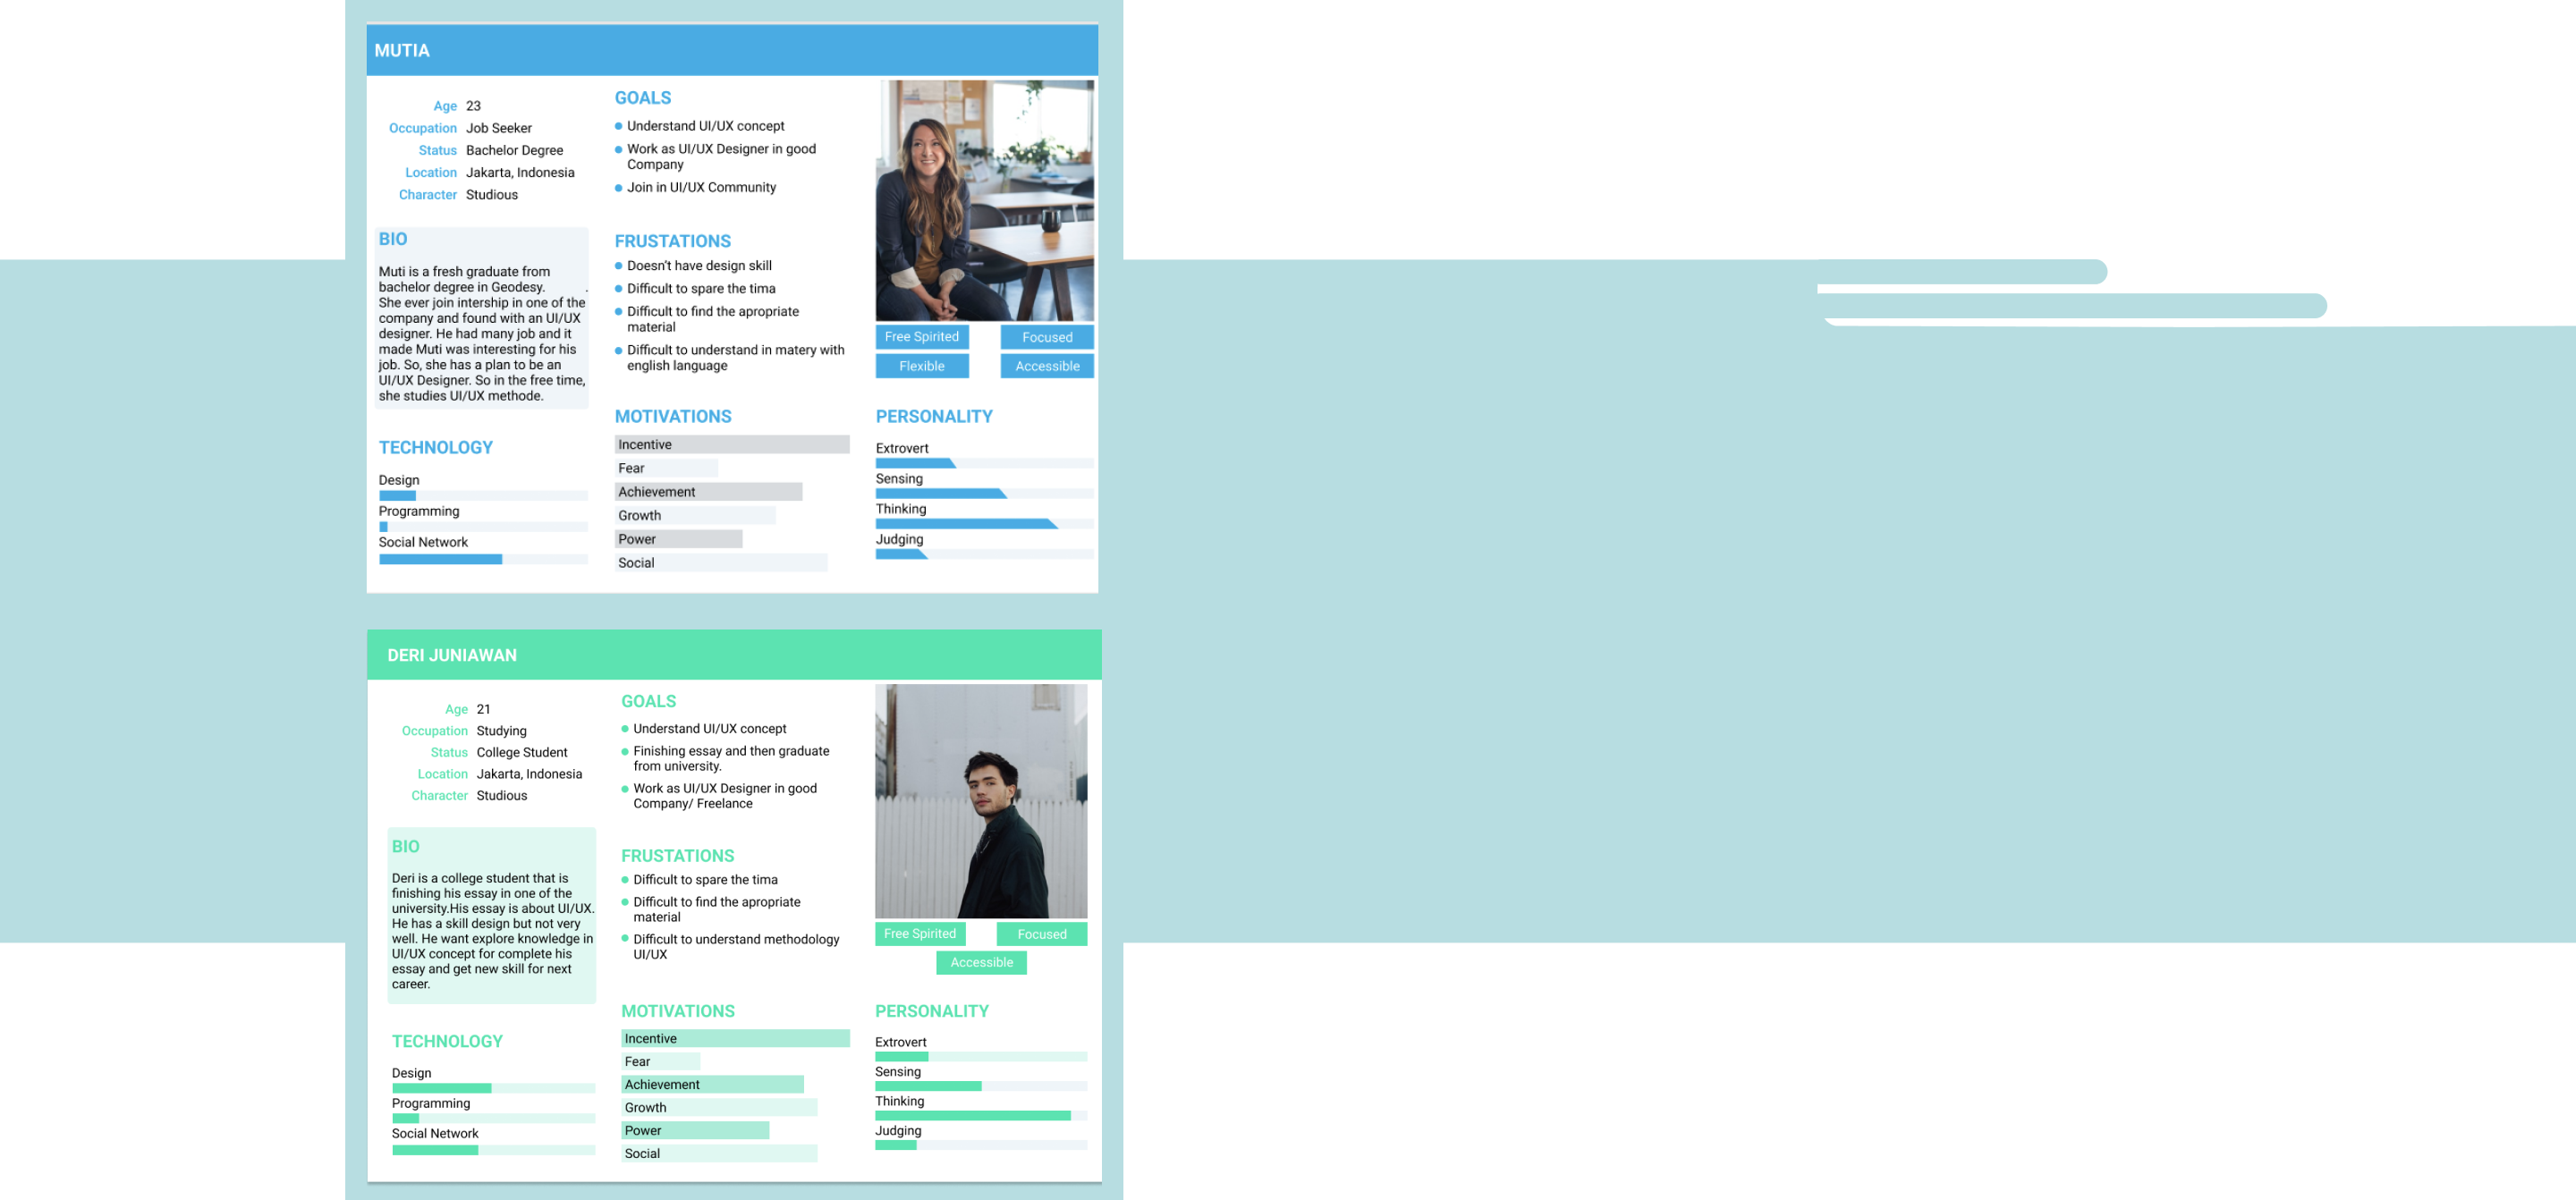 MUTIA
Age 23
Occupation Job Seeker
Status Bachelor Degree
Location Jakarta, Indonesia
Character Studious
BIO
Muti is a fresh graduate from
bachelor degree in Geodesy. .
She ever join intership in one of the
company and found with an UI/UX
designer. He had many job and it
made Muti was interesting for his
job. So, she has a plan to be an
UI/UX Designer. So in the free time,
she studies UI/UX methode.
TECHNOLOGY
Design
Programming
Social Network
GOALS
Understand UI/UX concept
Work as UI/UX Designer in good
Company
Join in UI/UX Community
FRUSTATIONS
Doesn't have design skill
Difficult to spare the tima
Difficult to find the apropriate
material
Difficult to understand in matery with
english language
MOTIVATIONS
Incentive
Fear
Achievement
Growth
Power
Social
Free Spirited
Focused
Flexible
Accessible
PERSONALITY
Extrovert
Sensing
Thinking
Judging
DERI JUNIAWAN
Age 21
Occupation Studying
Status College Student
Location Jakarta, Indonesia
Character Studious
BIO
Deri is a college student that is
finishing his essay in one of the
university.His essay is about UI/UX.
He has a skill design but not very
well. He want explore knowledge in
UI/UX concept for complete his
essay and get new skill for next
career.
TECHNOLOGY
Design
Programming
Social Network
GOALS
Understand UI/UX concept
Finishing essay and then graduate
from university.
Work as UI/UX Designer in good
Company/ Freelance
FRUSTATIONS
Difficult to spare the tima
Difficult to find the apropriate
material
Difficult to understand methodology
UI/UX
MOTIVATIONS
Incentive
Fear
Achievement
Growth
Power
Social
Free Spirited
Focused
Accessible
PERSONALITY
Extrovert
Sensing
Thinking
Judging